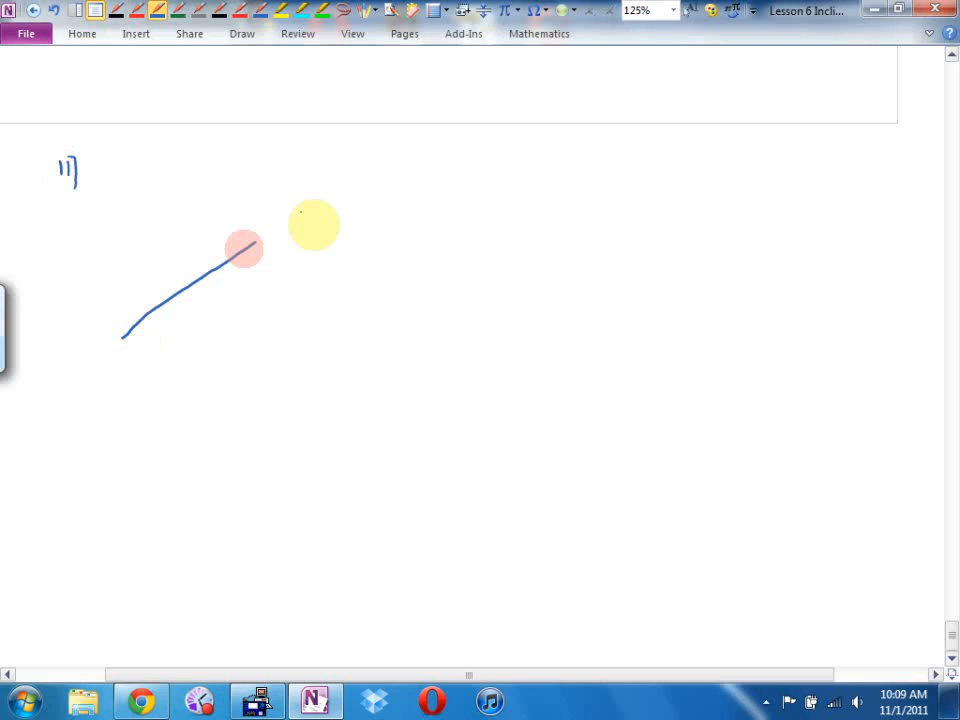 125% Lesson 6 Incli...
File Home Insert Share Draw Review View Pages Add-Ins Mathematics
11)
10:09 AM
11/1/2011